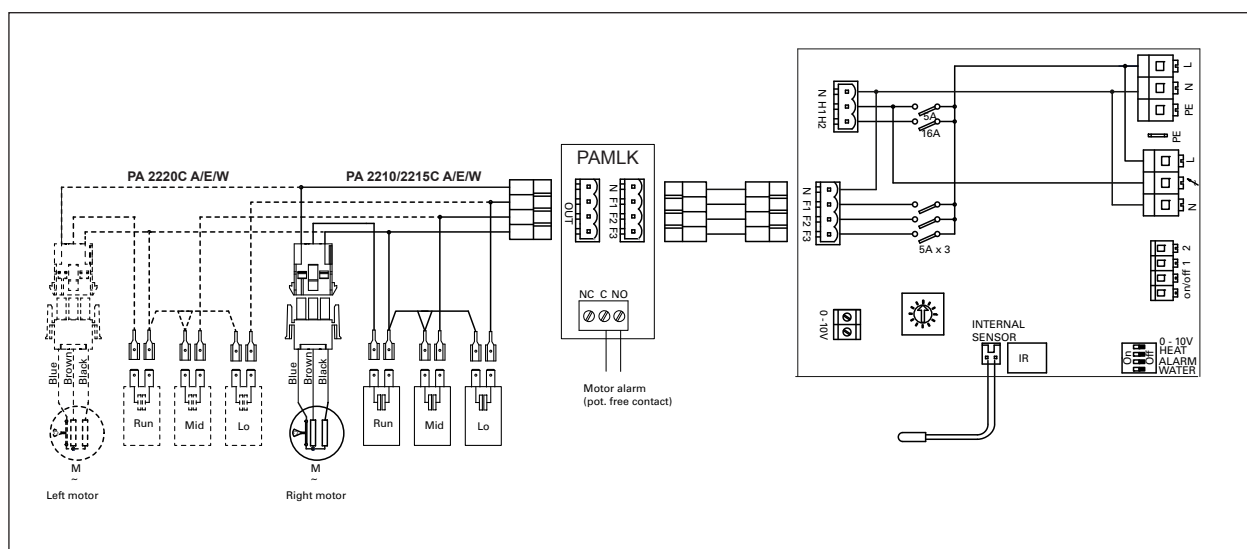 PA 2220C A/E/W
PA 2210/2215C A/E/W
PAMLK
OUT
N F1 F2 F3
NC C NO
Motor alarm
(pot. free contact)
N H1 H2
5A
16A
N F1 F2 F3
5A x 3
L
N
PE
PE
L
N
on/off 1 2
0 - 10V
INTERNAL
SENSOR
IR
On
Off
0 - 10V
HEAT
ALARM
WATER
Blue
Brown
Black
Run
Mid
Lo
M
~
Left motor
Blue
Brown
Black
Run
Mid
Lo
M
~
Right motor